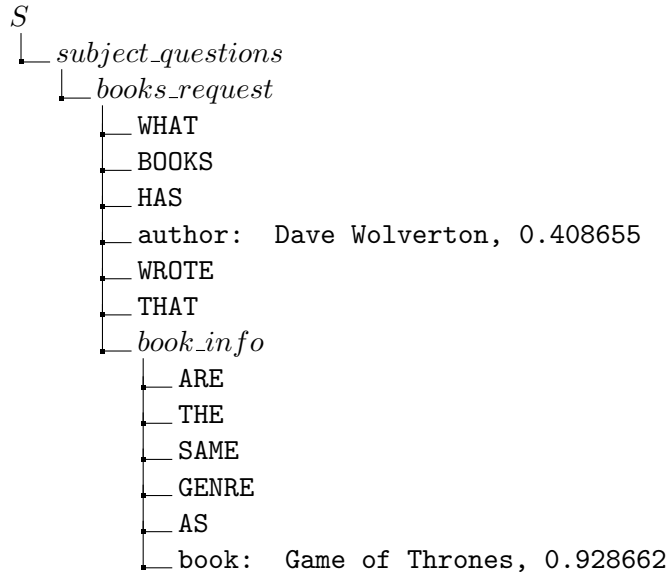 S
subject_questions
books_request
WHAT
BOOKS
HAS
author: Dave Wolverton, 0.408655
WROTE
THAT
book_info
ARE
THE
SAME
GENRE
AS
book: Game of Thrones, 0.928662